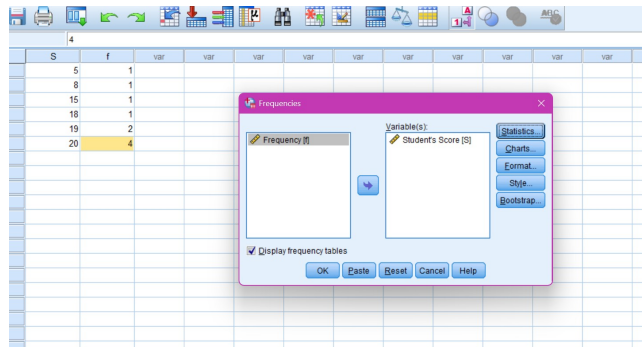 A
1
ABC
4
S f var var var var var var var var var var
5 1
8 1
15 1
18 1
19 2
20 4
Frequencies
Variable(s):
Frequency [f]
Student's Score [S]
Statistics...
Charts...
Format...
Style...
Bootstrap...
Display frequency tables
OK Paste Reset Cancel Help